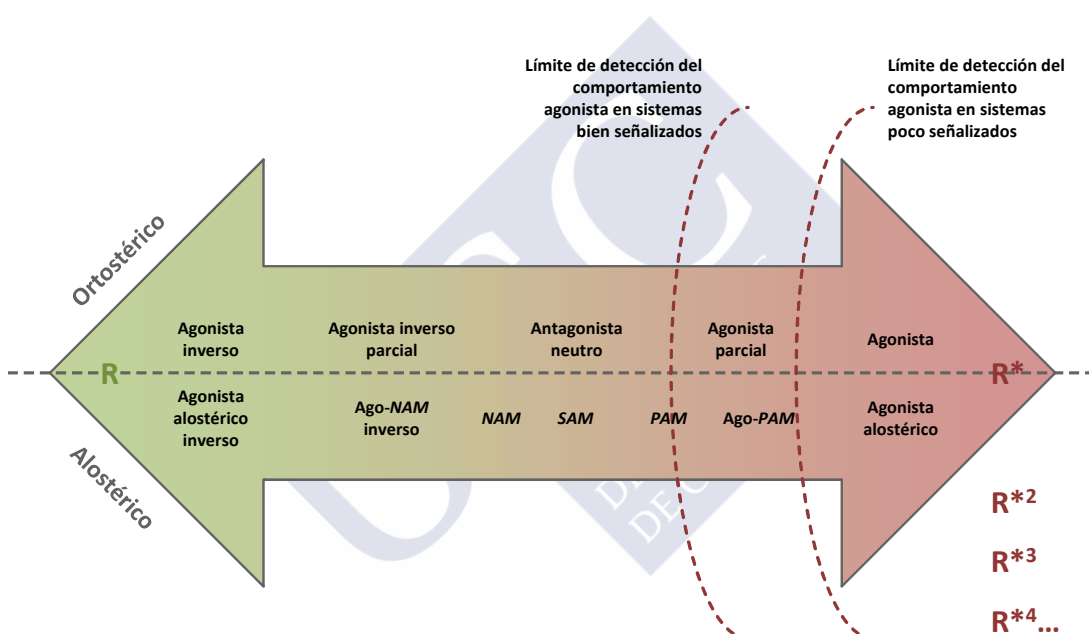 Límite de detección del
comportamiento
agonista en sistemas
bien señalizados
Límite de detección del
comportamiento
agonista en sistemas
poco señalizados
Ortostérico
Agonista
inverso
Agonista inverso
parcial
Antagonista
neutro
Agonista
parcial
Agonista
R
R*
Agonista
alostérico
inverso
Ago-NAM
inverso
NAM
SAM
PAM
Ago-PAM
Agonista
alostérico
Alostérico
R*2
R*3
R*4...